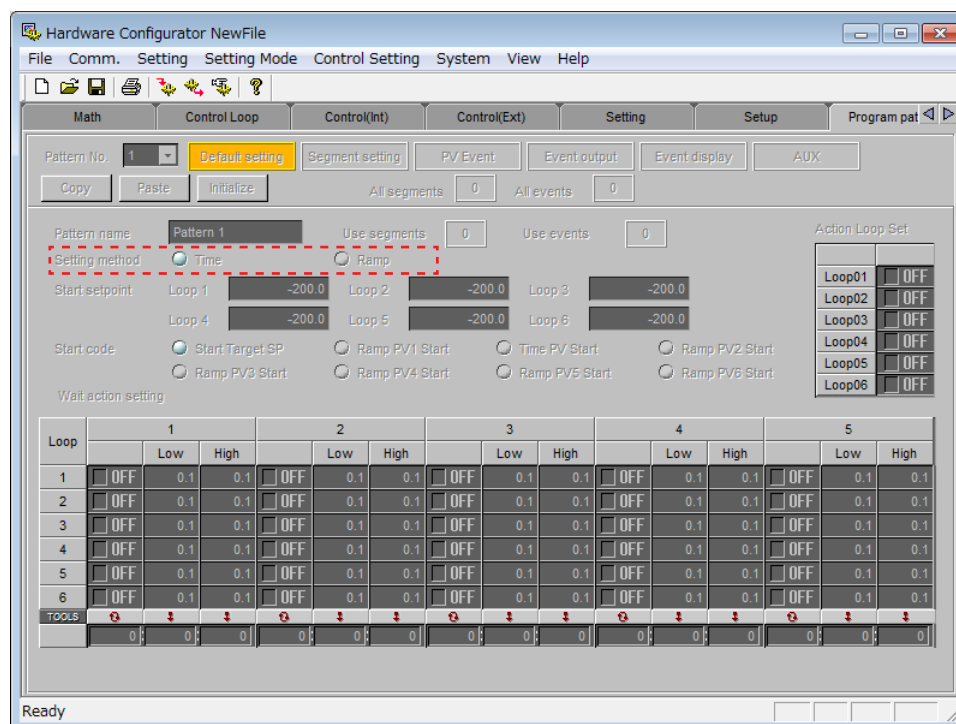 Hardware Configurator NewFile
File Comm. Setting Setting Mode Control Setting System View Help
Math Control Loop Control(Int) Control(Ext) Setting Setup Program pat
Pattern No. 1 Default setting Segment setting PV Event Event output Event display AUX
Copy Paste Initialize All segments 0 All events 0
Pattern name Pattern 1 Use segments 0 Use events 0 Action Loop Set
Setting method Time Ramp
Loop01 OFF
Start setpoint Loop 1 -200.0 Loop 2 -200.0 Loop 3 -200.0
Loop02 OFF
Loop 4 -200.0 Loop 5 -200.0 Loop 6 -200.0
Loop03 OFF
Start code Start Target SP Ramp PV1 Start Time PV Start Ramp PV2 Start
Loop04 OFF
Ramp PV3 Start Ramp PV4 Start Ramp PV5 Start Ramp PV6 Start
Loop05 OFF
Loop06 OFF
Wait action setting
Loop 1 2 3 4 5
Low High Low High Low High Low High Low High
1 OFF 0.1 0.1 OFF 0.1 0.1 OFF 0.1 0.1 OFF 0.1 0.1 OFF 0.1 0.1
2 OFF 0.1 0.1 OFF 0.1 0.1 OFF 0.1 0.1 OFF 0.1 0.1 OFF 0.1 0.1
3 OFF 0.1 0.1 OFF 0.1 0.1 OFF 0.1 0.1 OFF 0.1 0.1 OFF 0.1 0.1
4 OFF 0.1 0.1 OFF 0.1 0.1 OFF 0.1 0.1 OFF 0.1 0.1 OFF 0.1 0.1
5 OFF 0.1 0.1 OFF 0.1 0.1 OFF 0.1 0.1 OFF 0.1 0.1 OFF 0.1 0.1
6 OFF 0.1 0.1 OFF 0.1 0.1 OFF 0.1 0.1 OFF 0.1 0.1 OFF 0.1 0.1
TOOLS
0 0 0 0 0 0 0 0 0 0 0 0 0 0 0
Ready